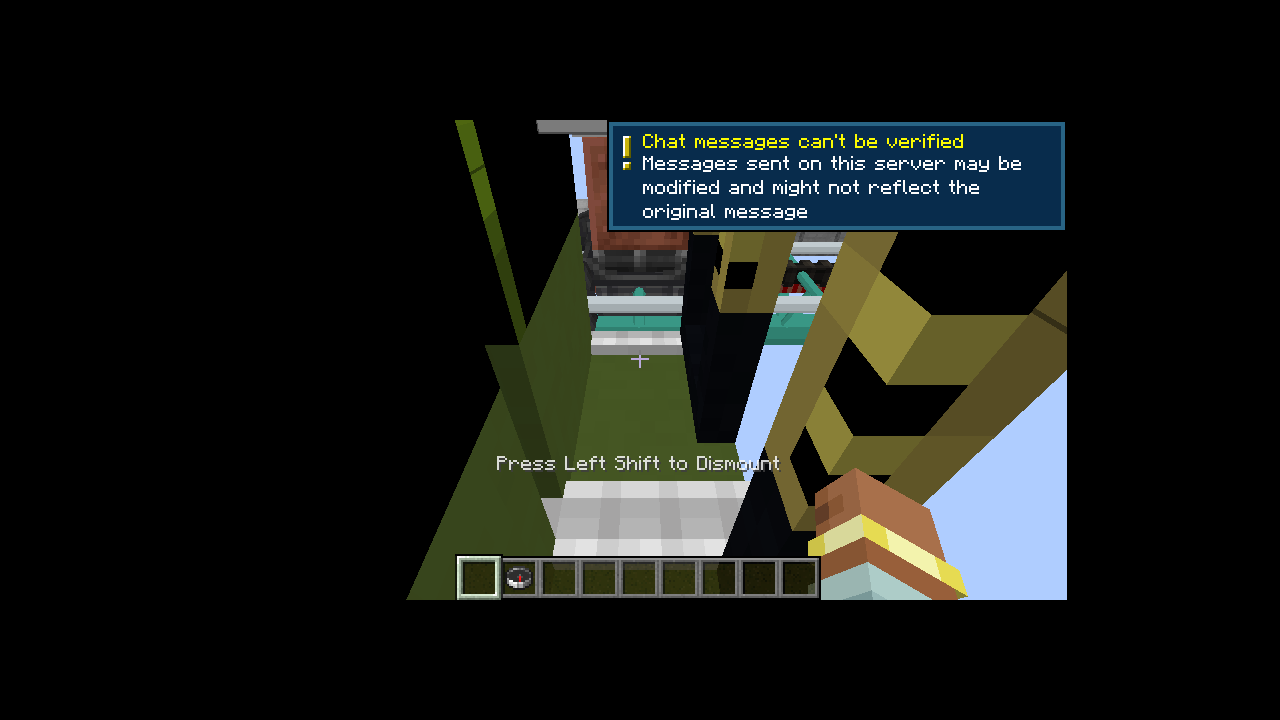 Chat messages can't be verified
Messages sent on this server may be
modified and might not reflect the
original message
Press Left Shift to Dismount